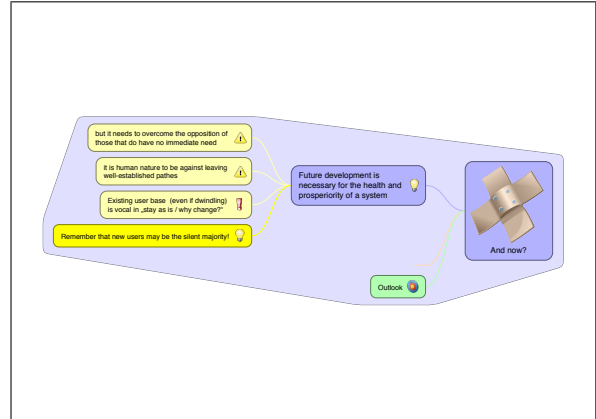 but it needs to overcome the opposition of
those that do have no immediate need
it is human nature to be against leaving
well-established pathes
Existing user base  (even if dwindling)
is vocal in „stay as is / why change?“
Remember that new users may be the silent majority!
Future development is
necessary for the health and
prosperiority of a system
And now?
Outlook